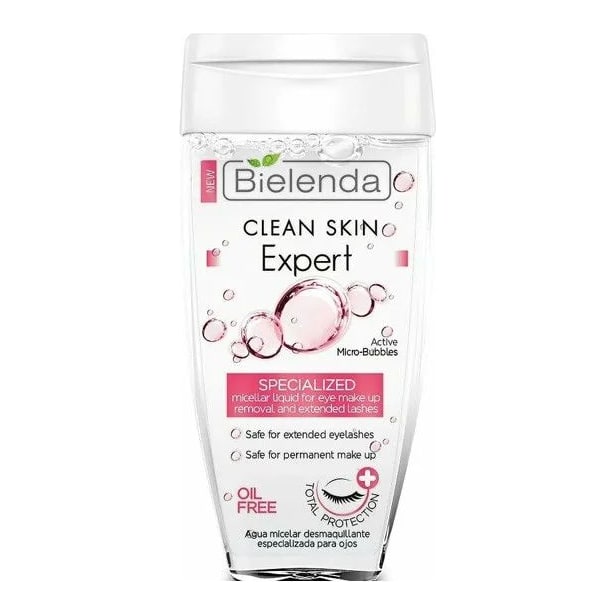 NEW
Bielenda
CLEAN SKIN
Expert
Active
Micro-Bubbles
SPECIALIZED
micellar liquid for eye make up
removal and extended lashes
Safe for extended eyelashes
Safe for permanent make up
OIL
FREE
TOTAL PROTECTION
Agua micelar desmaquillante
especializada para ojos